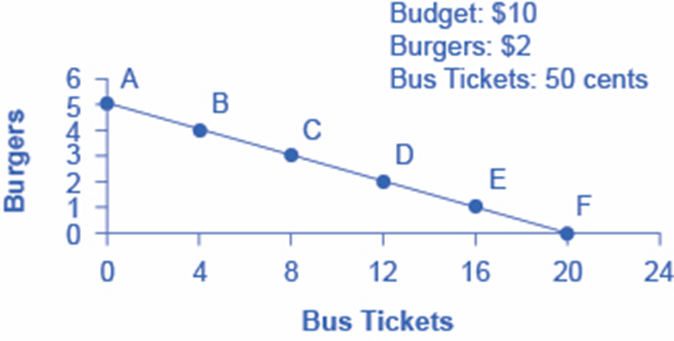 Budget: $10
Burgers: $2
Bus Tickets: 50 cents
6
5
4
3
2
1
0
Burgers
A
B
C
D
E
F
0 4 8 12 16 20 24
Bus Tickets